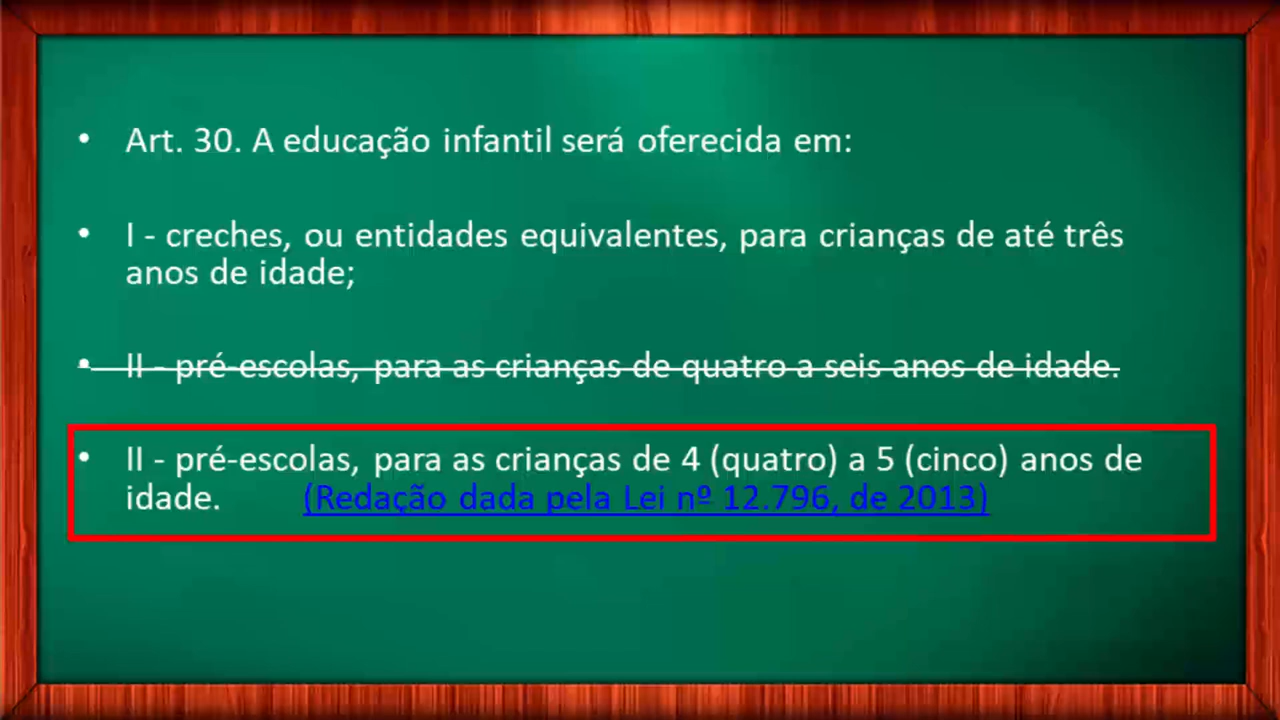 • Art. 30. A educação infantil será oferecida em:
• I - creches, ou entidades equivalentes, para crianças de até três
anos de idade;
• II - pré-escolas, para as crianças de quatro a seis anos de idade.
• II - pré-escolas, para as crianças de 4 (quatro) a 5 (cinco) anos de
idade. (Redação dada pela Lei nº 12.796, de 2013)